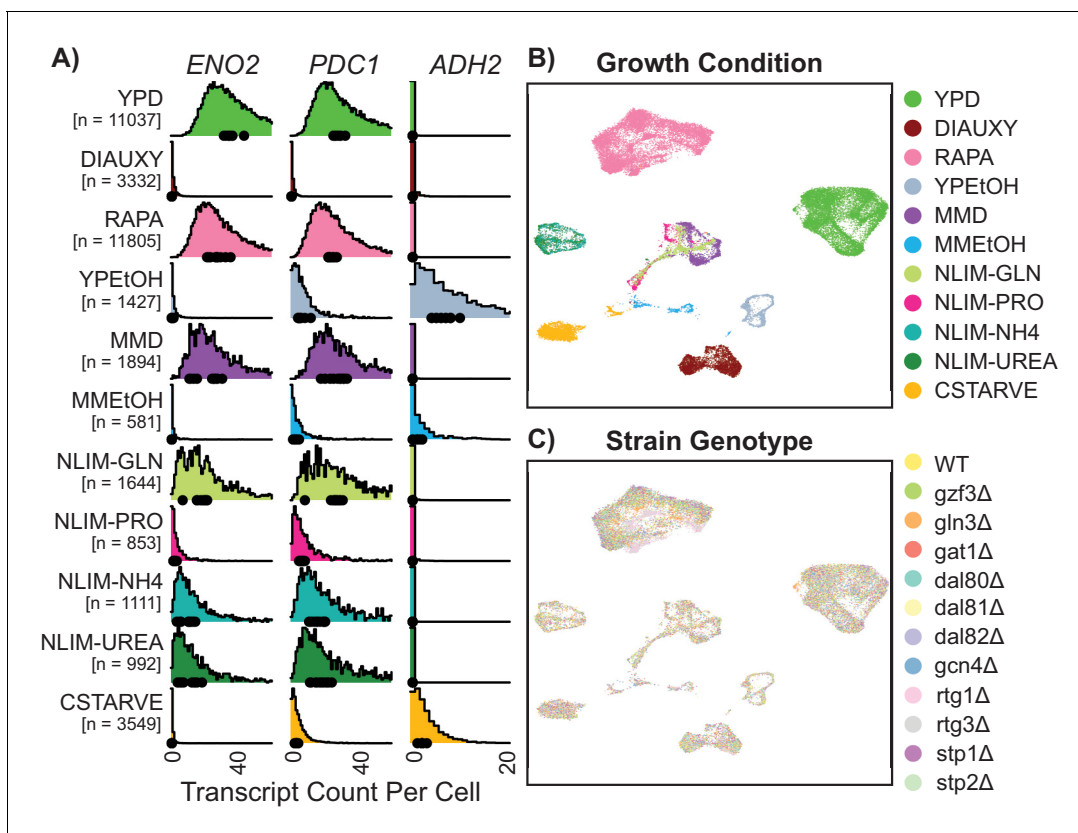 A)
ENO2 PDC1 ADH2
YPD
[n = 11037]
DIAUXY
[n = 3332]
RAPA
[n = 11805]
YPEtOH
[n = 1427]
MMD
[n = 1894]
MMEtOH
[n = 581]
NLIM-GLN
[n = 1644]
NLIM-PRO
[n = 853]
NLIM-NH4
[n = 1111]
NLIM-UREA
[n = 992]
CSTARVE
[n = 3549]
0 40 0 40 0 20
Transcript Count Per Cell
B) Growth Condition
YPD
DIAUXY
RAPA
YPEtOH
MMD
MMEtOH
NLIM-GLN
NLIM-PRO
NLIM-NH4
NLIM-UREA
CSTARVE
C) Strain Genotype
WT
gzf3Δ
gln3Δ
gat1Δ
dal80Δ
dal81Δ
dal82Δ
gcn4Δ
rtg1Δ
rtg3Δ
stp1Δ
stp2Δ